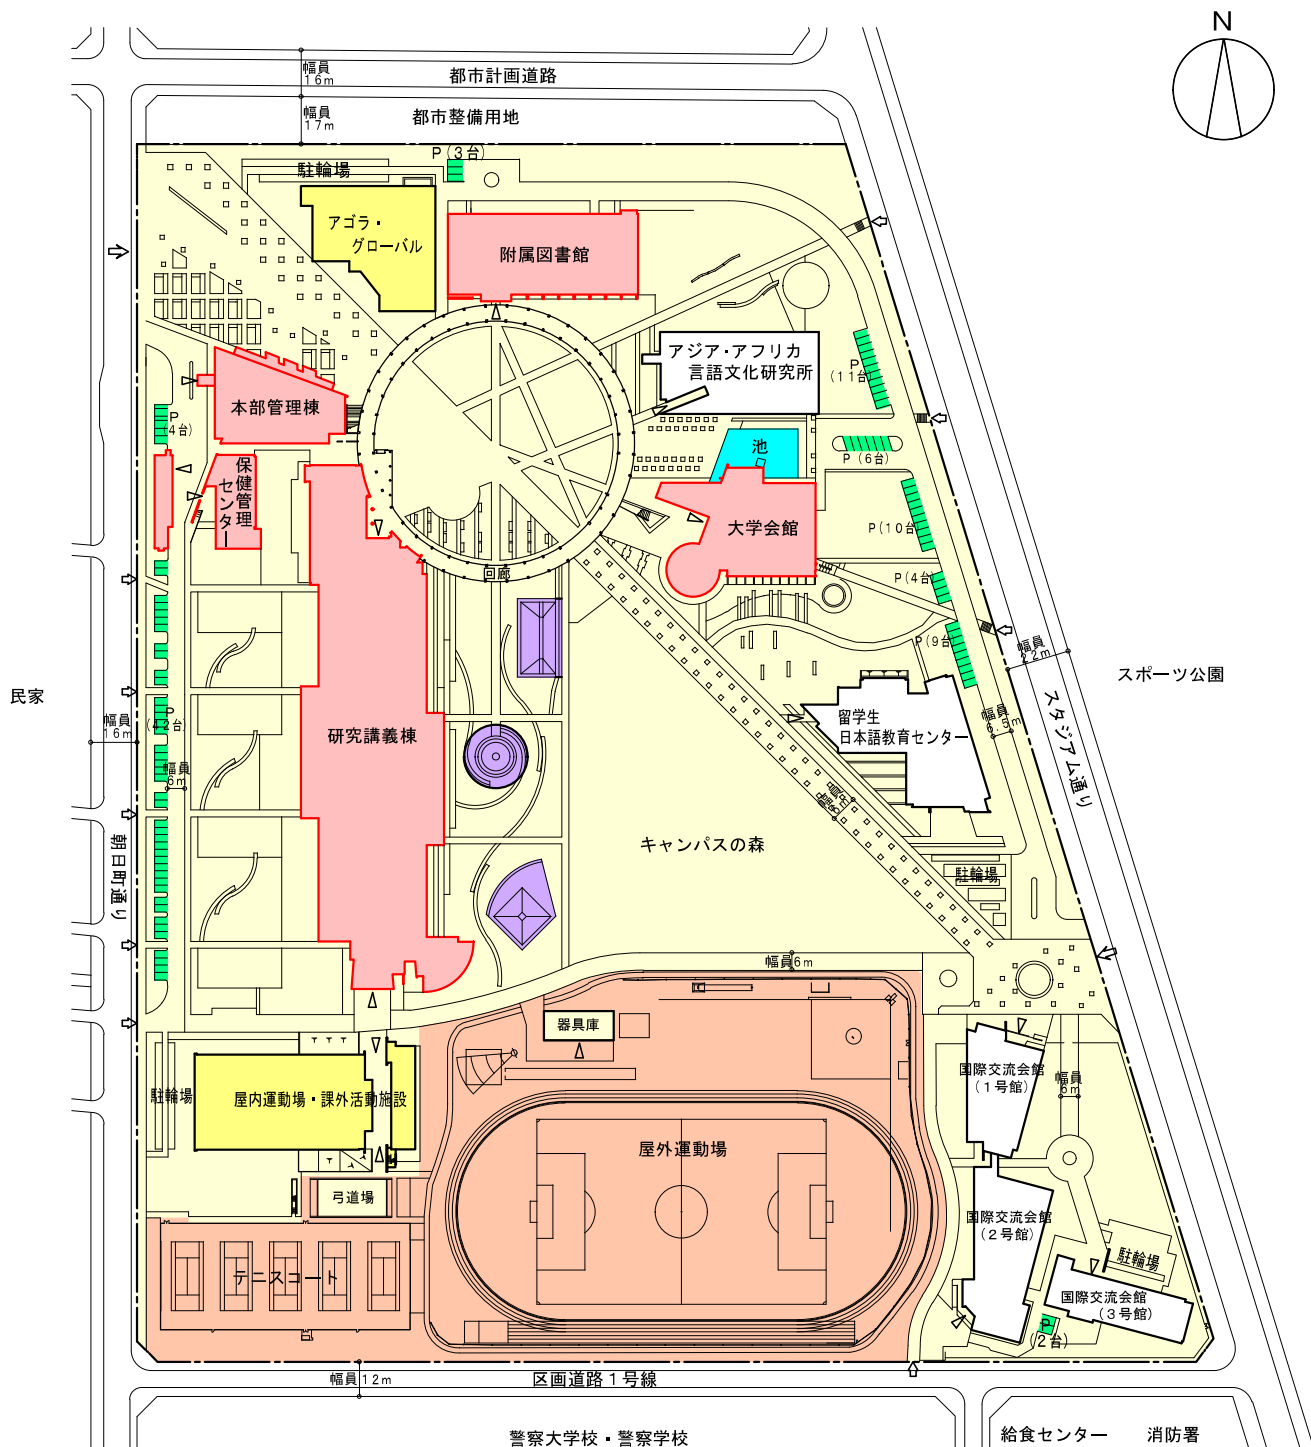 N
幅員
16m
都市計画道路
幅員
17m
都市整備用地
P(3台)
駐輪場
アゴラ・
グローバル
附属図書館
アジア・アフリカ
言語文化研究所
P
(11台)
本部管理棟
P
(4台)
池
P(6台)
保健管理
センター
大学会館
P(10台)
回廊
P(4台)
P(9台)
幅員
22m
スポーツ公園
民家
幅員
16m
P
(42台)
研究講義棟
留学生
日本語教育センター
幅員
6.5m
スタジアム通り
幅員
6m
キャンパスの森
朝日町通り
駐輪場
幅員6m
器具庫
国際交流会館
(1号館)
幅員
6m
駐輪場
屋内運動場・課外活動施設
屋外運動場
弓道場
国際交流会館
(2号館)
駐輪場
テニスコート
国際交流会館
(3号館)
P
(2台)
幅員12m
区画道路1号線
警察大学校・警察学校
給食センター
消防署